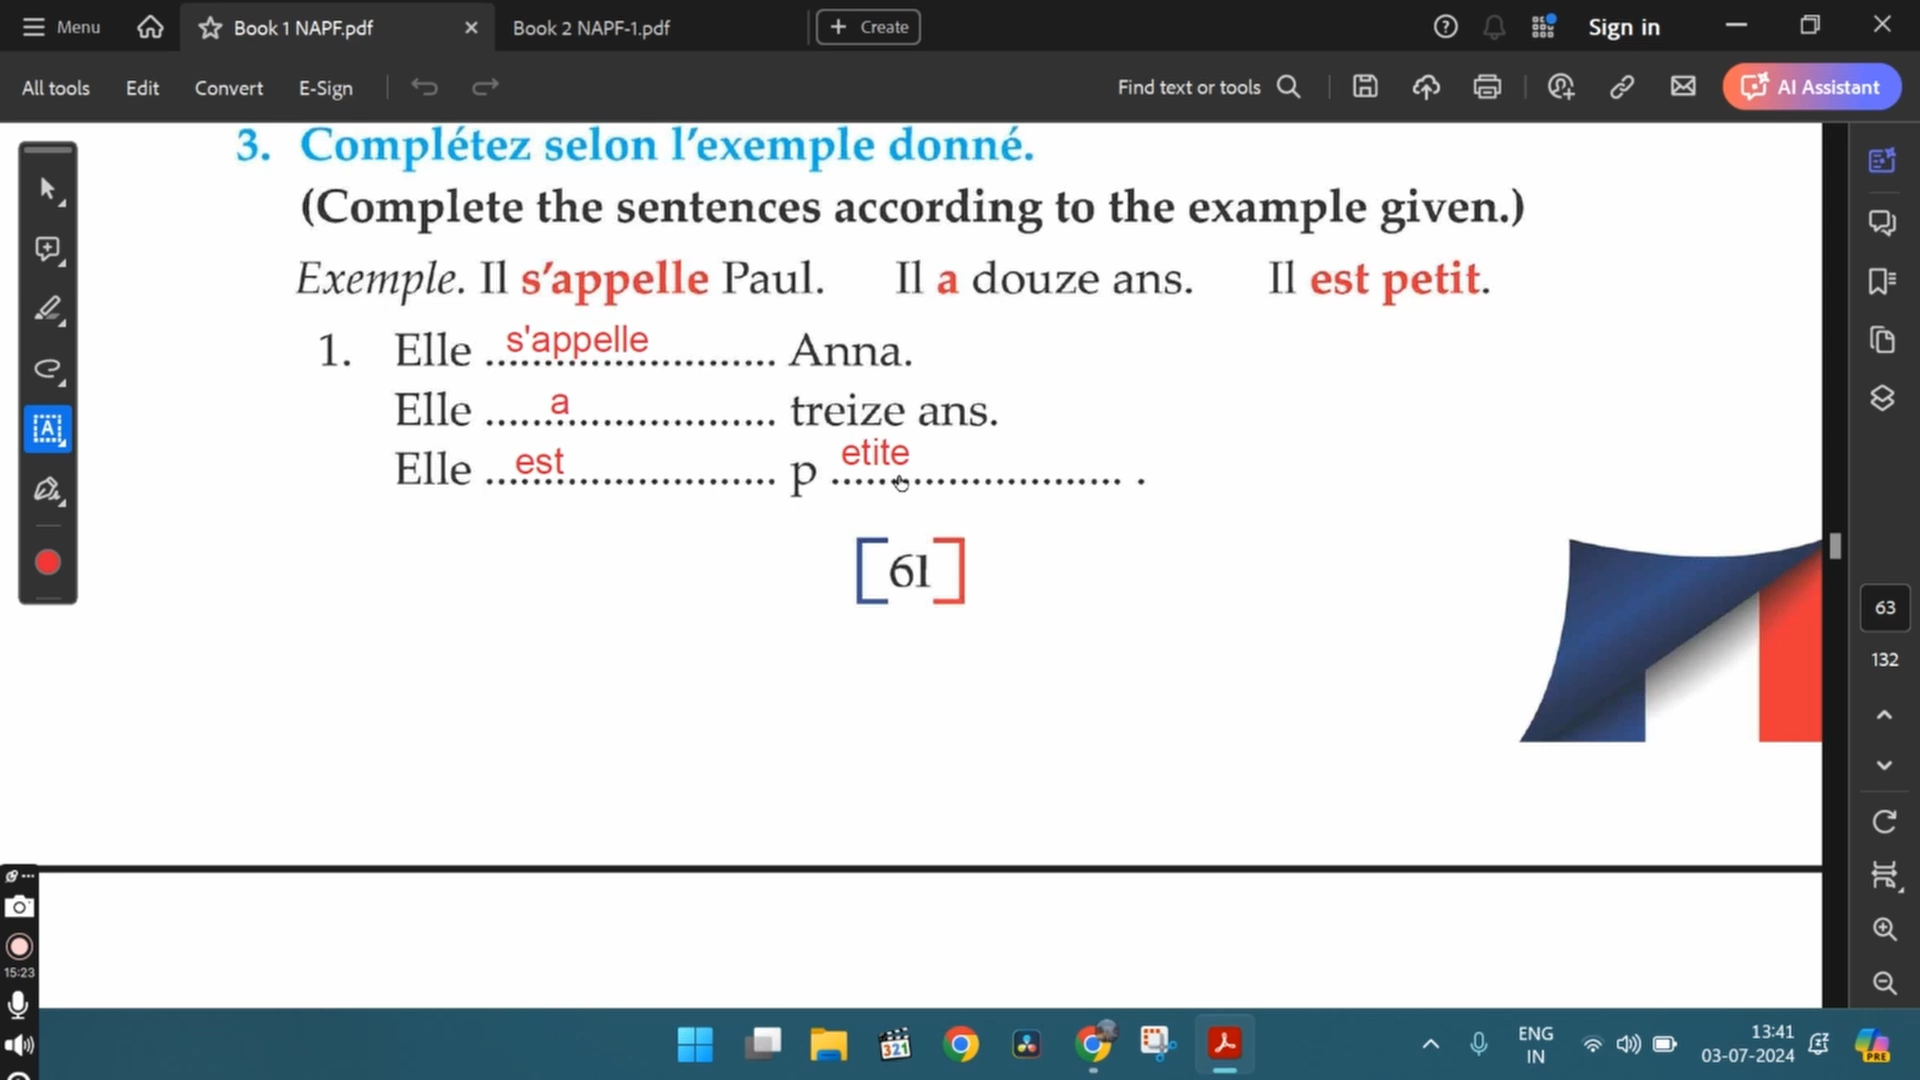 Menu
Book 1 NAPF.pdf
Book 2 NAPF-1.pdf
+ Create
Sign in
All tools
Edit
Convert
E-Sign
Find text or tools
AI Assistant
3. Complétez selon l’exemple donné.
(Complete the sentences according to the example given.)
Exemple. Il s’appelle Paul. Il a douze ans. Il est petit.
1. Elle ...s'appelle... Anna.
Elle ...a... treize ans.
Elle ...est... p ...etite... .
61
63
132
15:23
321
ENG
IN
13:41
03-07-2024
PRE